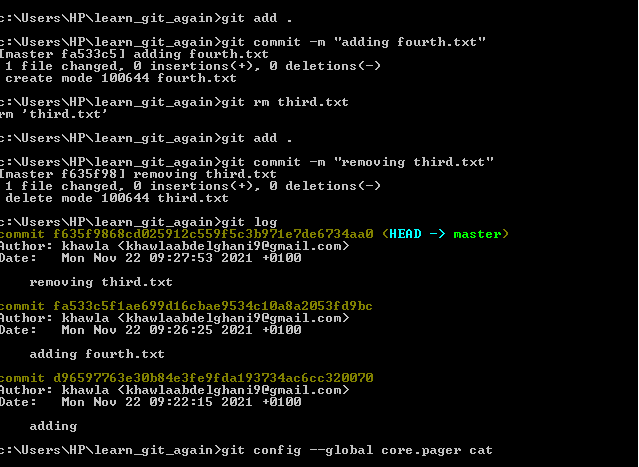 c:\Users\HP\learn_git_again>git add .
c:\Users\HP\learn_git_again>git commit -m "adding fourth.txt"
[master fa533c5] adding fourth.txt
1 file changed, 0 insertions(+), 0 deletions(-)
create mode 100644 fourth.txt
c:\Users\HP\learn_git_again>git rm third.txt
rm 'third.txt'
c:\Users\HP\learn_git_again>git add .
c:\Users\HP\learn_git_again>git commit -m "removing third.txt"
[master f635f98] removing third.txt
1 file changed, 0 insertions(+), 0 deletions(-)
delete mode 100644 third.txt
c:\Users\HP\learn_git_again>git log
commit f635f9868cd025912c559f5c3b971e7de6734aa0 (HEAD -> master)
Author: khawla <khawlaabdelghani9@gmail.com>
Date:   Mon Nov 22 09:27:53 2021 +0100
removing third.txt
commit fa533c5f1ae699d16cbae9534c10a8a2053fd9bc
Author: khawla <khawlaabdelghani9@gmail.com>
Date:   Mon Nov 22 09:26:25 2021 +0100
adding fourth.txt
commit d96597763e30b84e3fe9fda193734ac6cc320070
Author: khawla <khawlaabdelghani9@gmail.com>
Date:   Mon Nov 22 09:22:15 2021 +0100
adding
c:\Users\HP\learn_git_again>git config --global core.pager cat